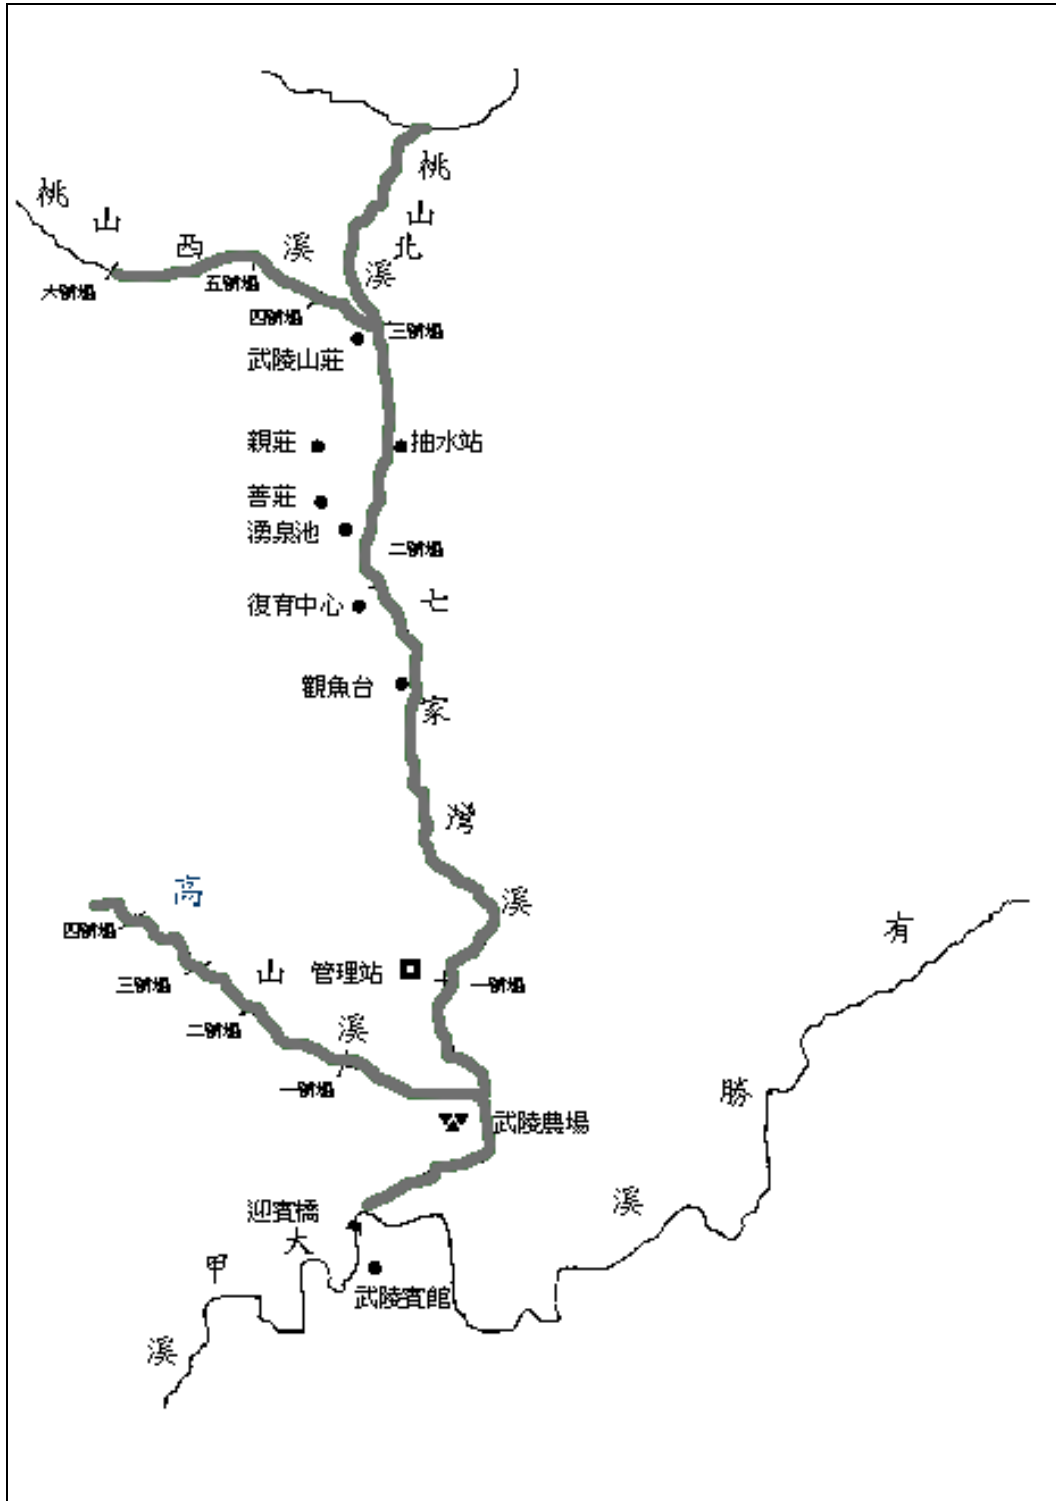 桃山北溪
桃山西溪
六號壩
五號壩
四號壩
三號壩
武陵山莊
親莊
抽水站
善莊
湧泉池
二號壩
復育中心
七家灣溪
觀魚台
高山溪
四號壩
三號壩
管理站
一號壩
二號壩
一號壩
有勝溪
武陵農場
迎賓橋
大甲溪
武陵賓館